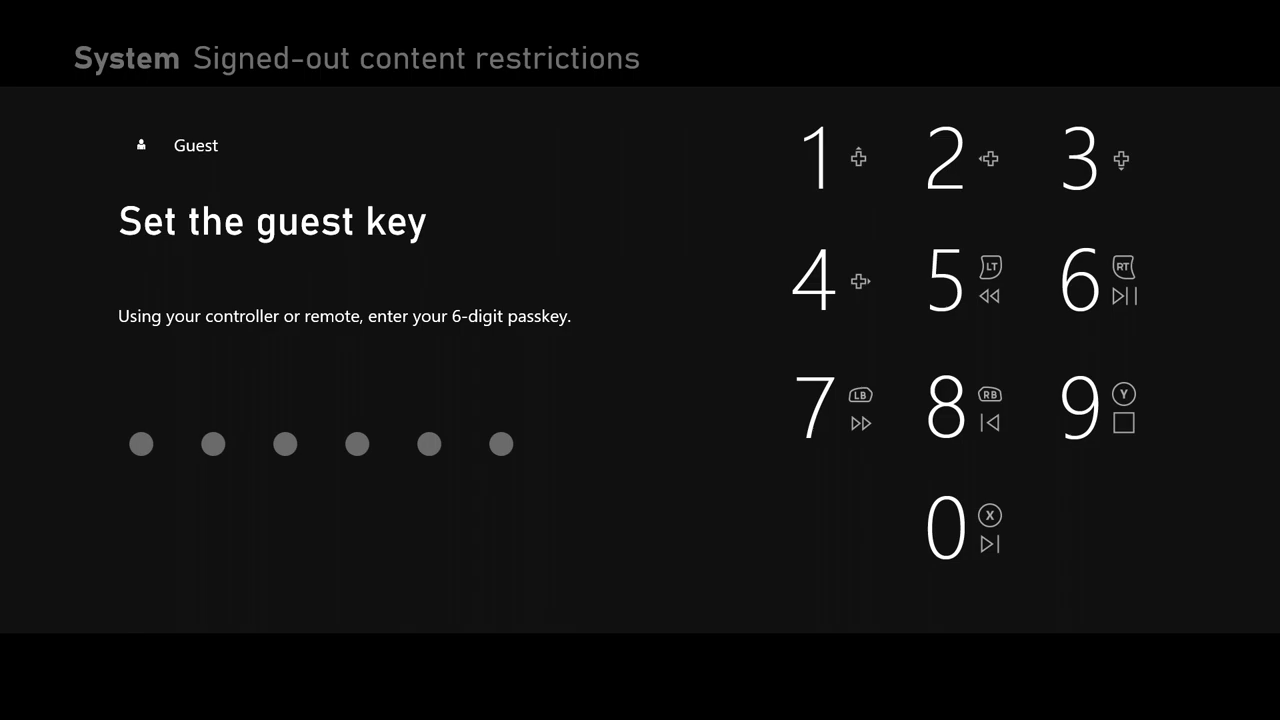 System Signed-out content restrictions
Guest
Set the guest key
Using your controller or remote, enter your 6-digit passkey.
1 2 3
4 5 LT 6 RT
7 LB 8 RB 9 Y
0 X